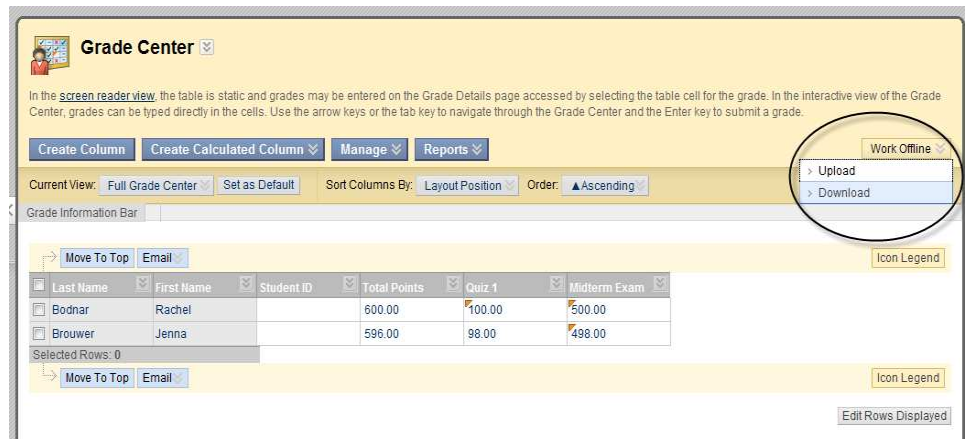 Grade Center
In the screen reader view, the table is static and grades may be entered on the Grade Details page accessed by selecting the table cell for the grade. In the interactive view of the Grade
Center, grades can be typed directly in the cells. Use the arrow keys or the tab key to navigate through the Grade Center and the Enter key to submit a grade.
Create Column Create Calculated Column Manage Reports Work Offline
> Upload
Current View: Full Grade Center Set as Default Sort Columns By: Layout Position Order: ▲Ascending > Download
Grade Information Bar
Move To Top Email Icon Legend
Last Name First Name Student ID Total Points Quiz 1 Midterm Exam
Bodnar Rachel 600.00 100.00 500.00
Brouwer Jenna 596.00 98.00 498.00
Selected Rows: 0
Move To Top Email Icon Legend
Edit Rows Displayed